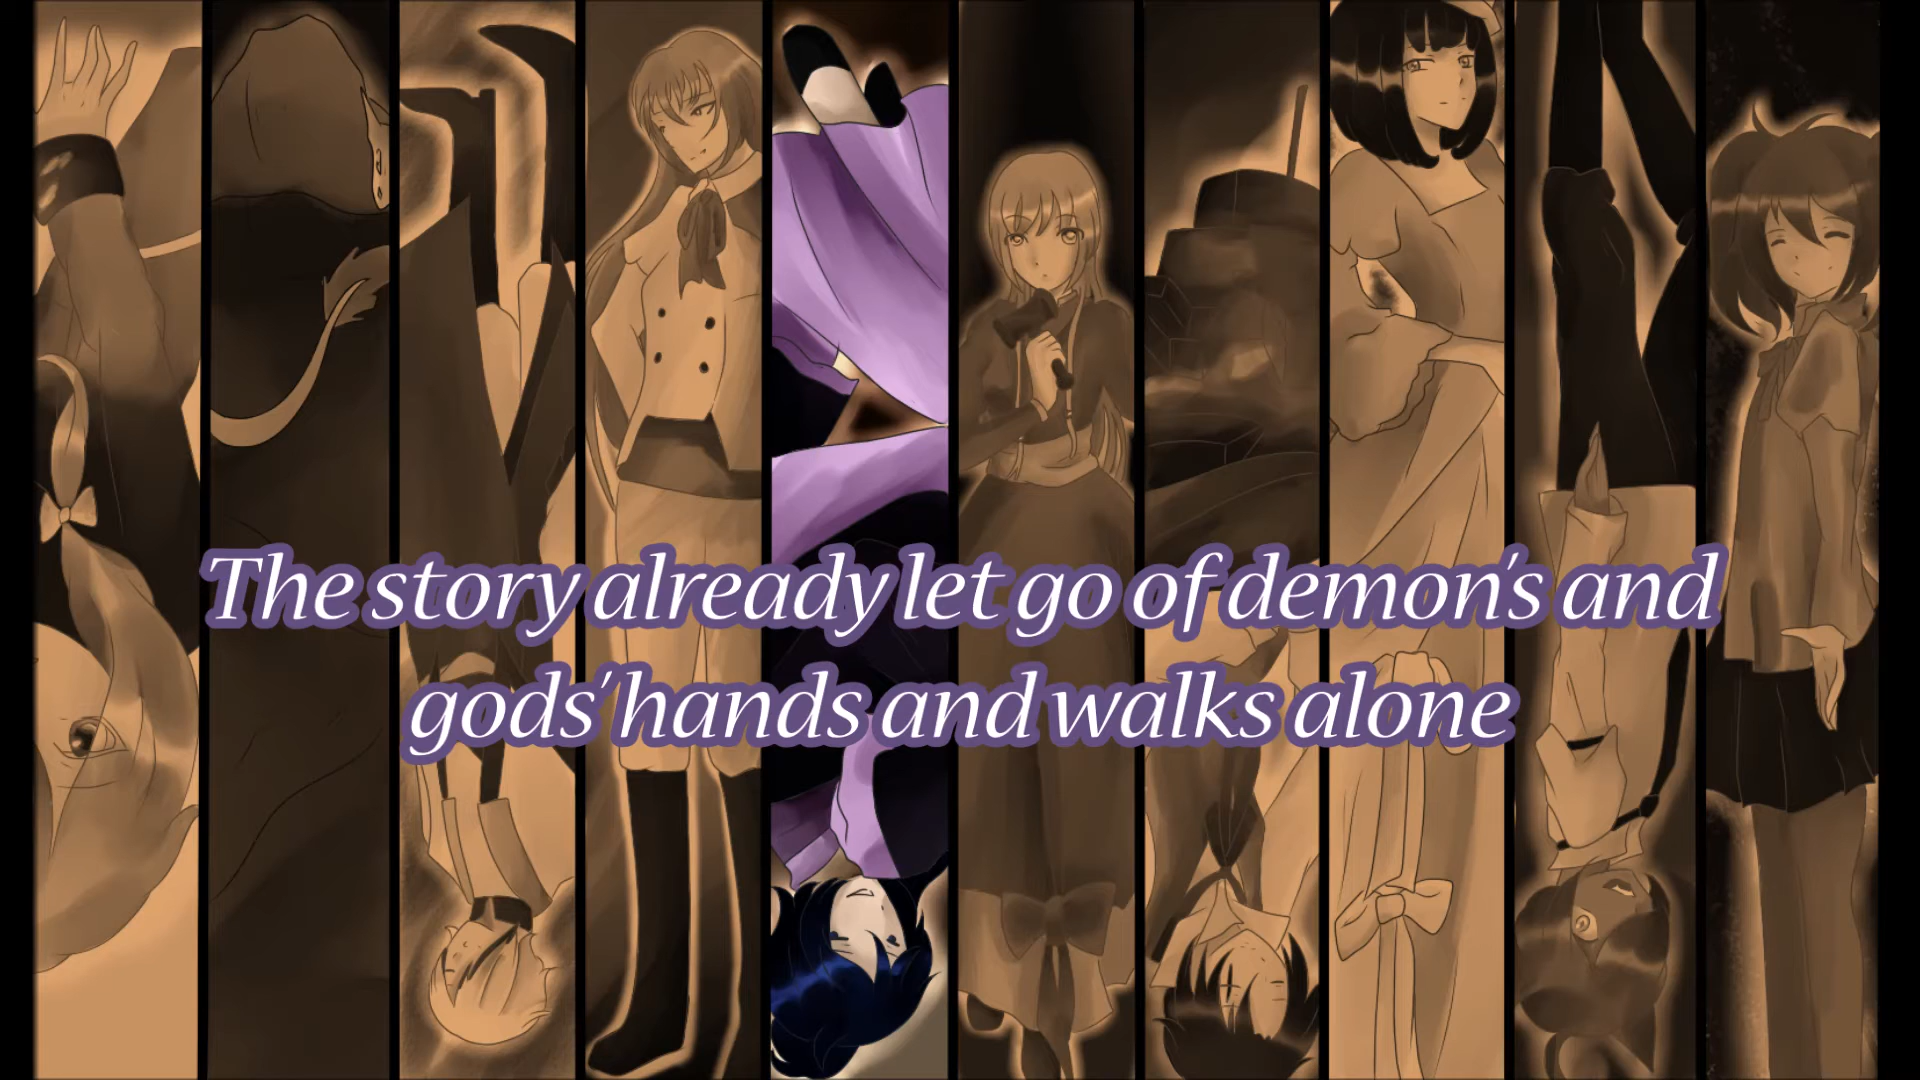 The story already let go of demon's and
gods' hands and walks alone